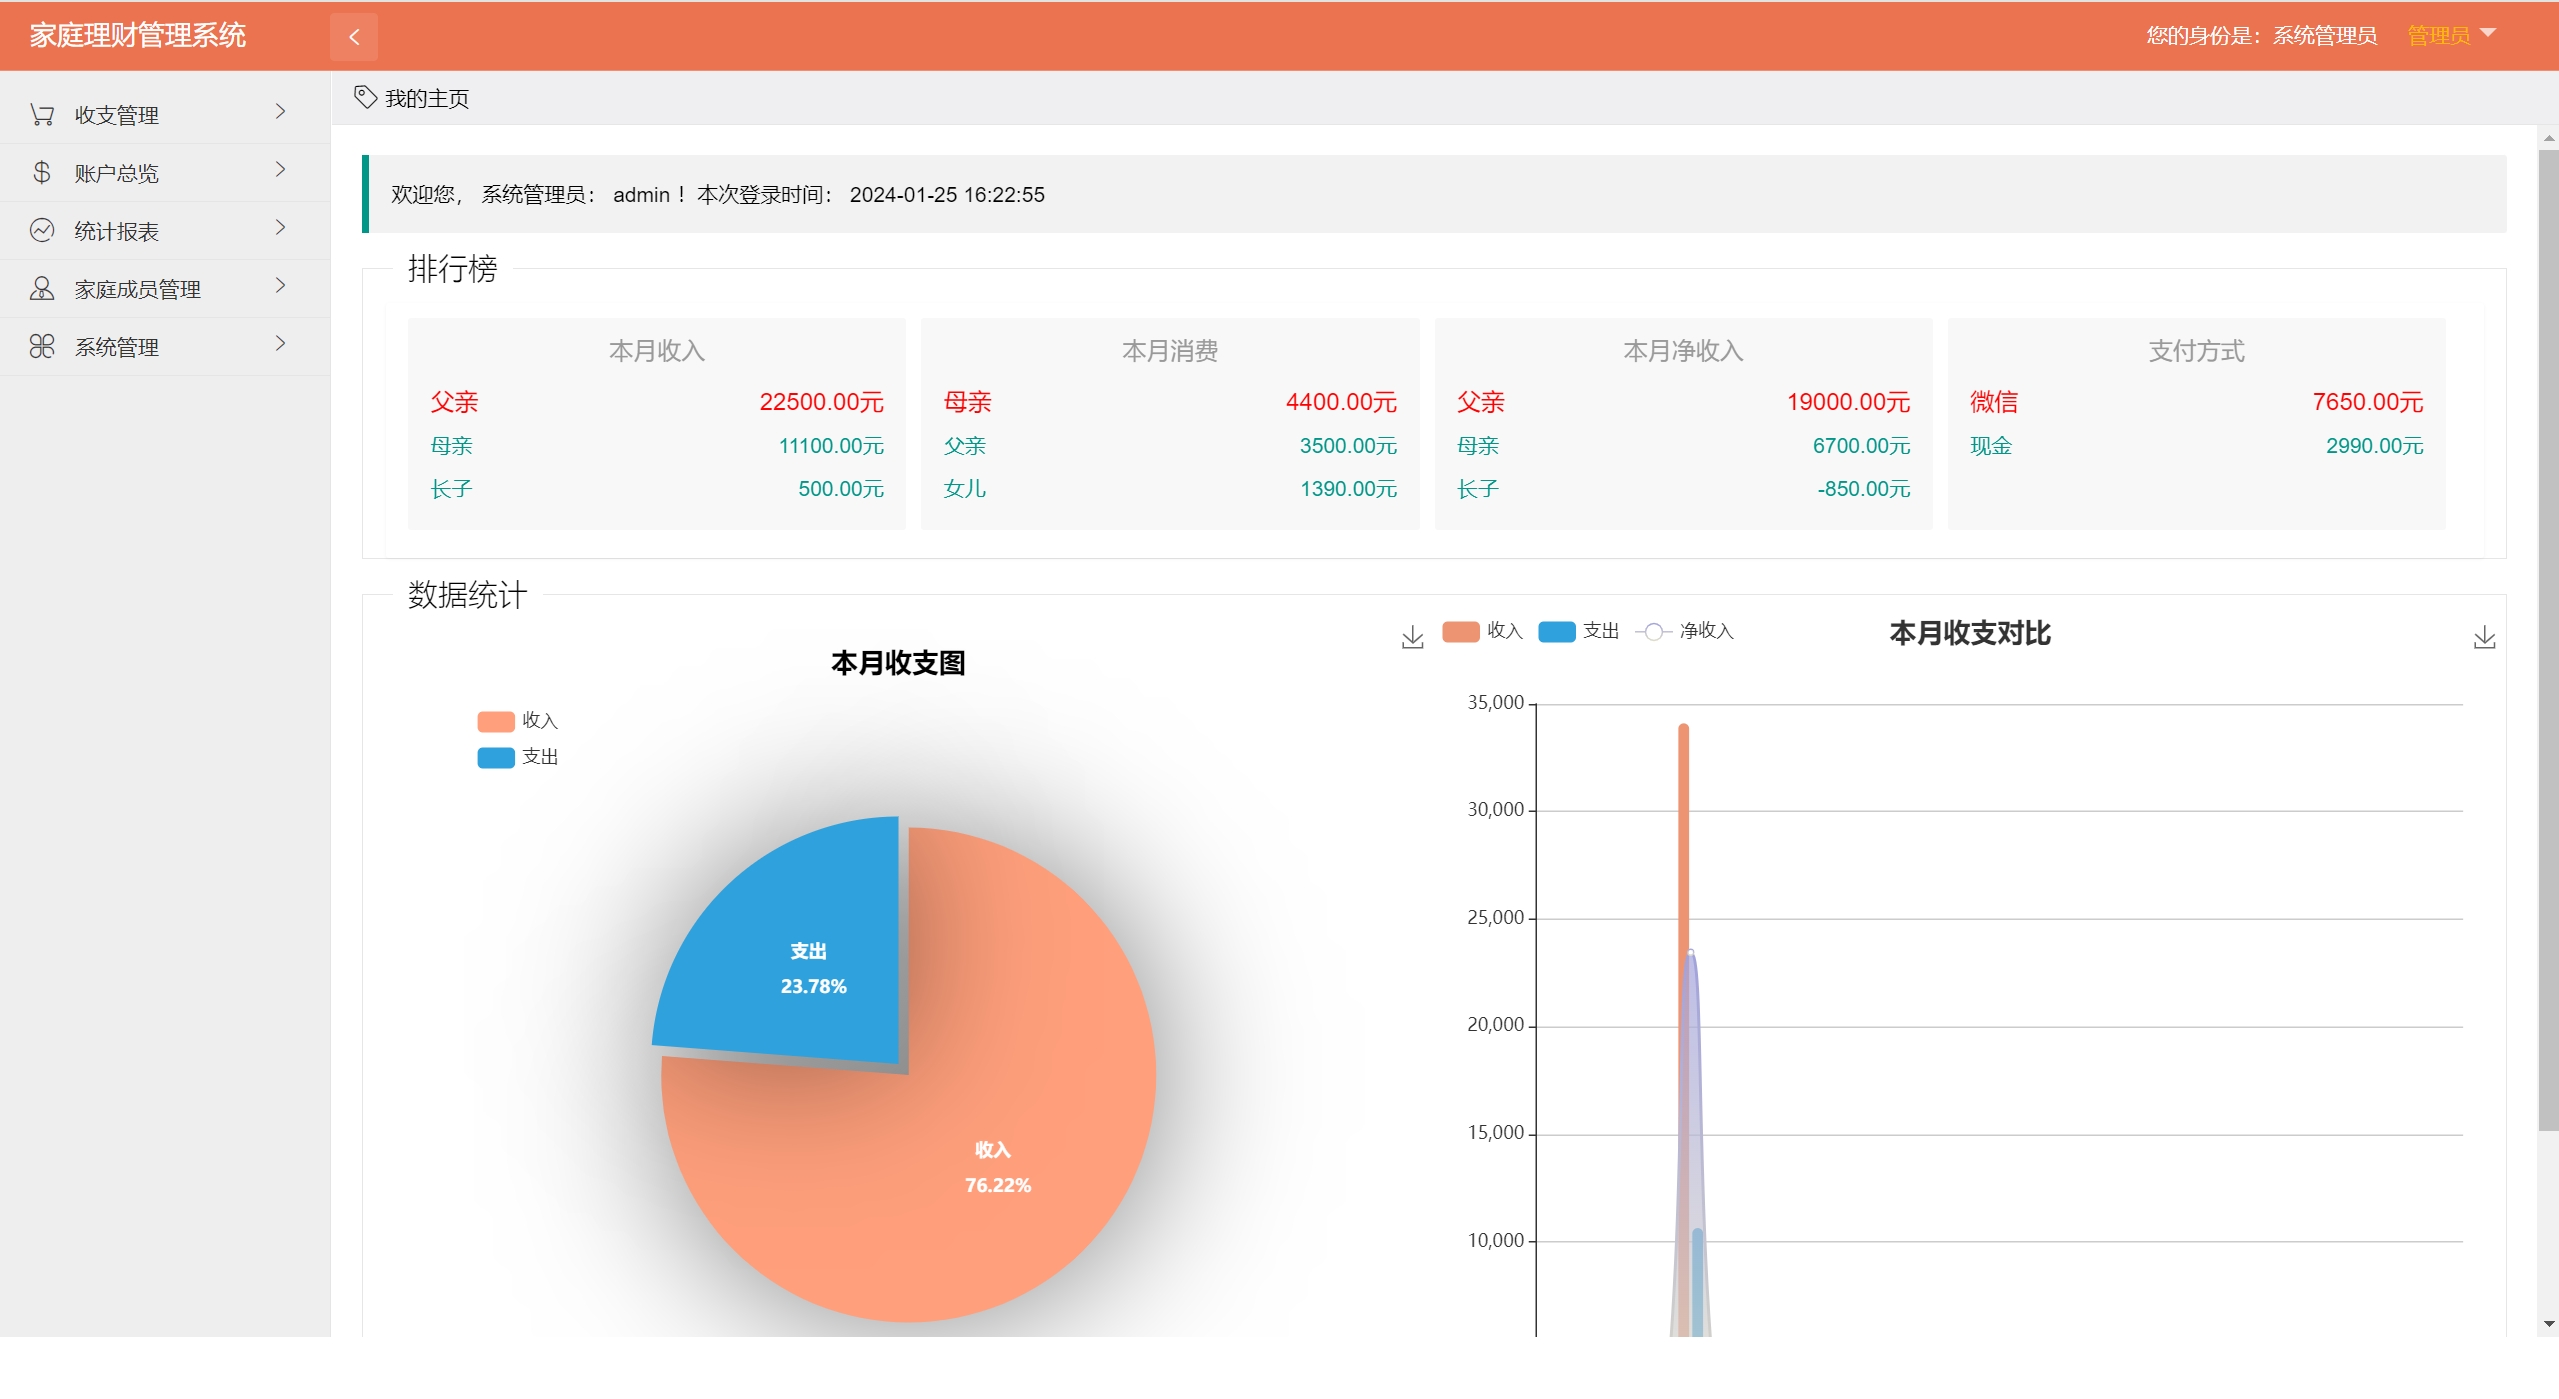 家庭理财管理系统
您的身份是：系统管理员 管理员
收支管理
账户总览
统计报表
家庭成员管理
系统管理
我的主页
欢迎您， 系统管理员： admin ！ 本次登录时间： 2024-01-25 16:22:55
排行榜
本月收入
父亲 22500.00元
母亲 11100.00元
长子 500.00元
本月消费
母亲 4400.00元
父亲 3500.00元
女儿 1390.00元
本月净收入
父亲 19000.00元
母亲 6700.00元
长子 -850.00元
支付方式
微信 7650.00元
现金 2990.00元
数据统计
本月收支图
收入
支出
支出
23.78%
收入
76.22%
收入 支出 净收入
本月收支对比
35,000
30,000
25,000
20,000
15,000
10,000